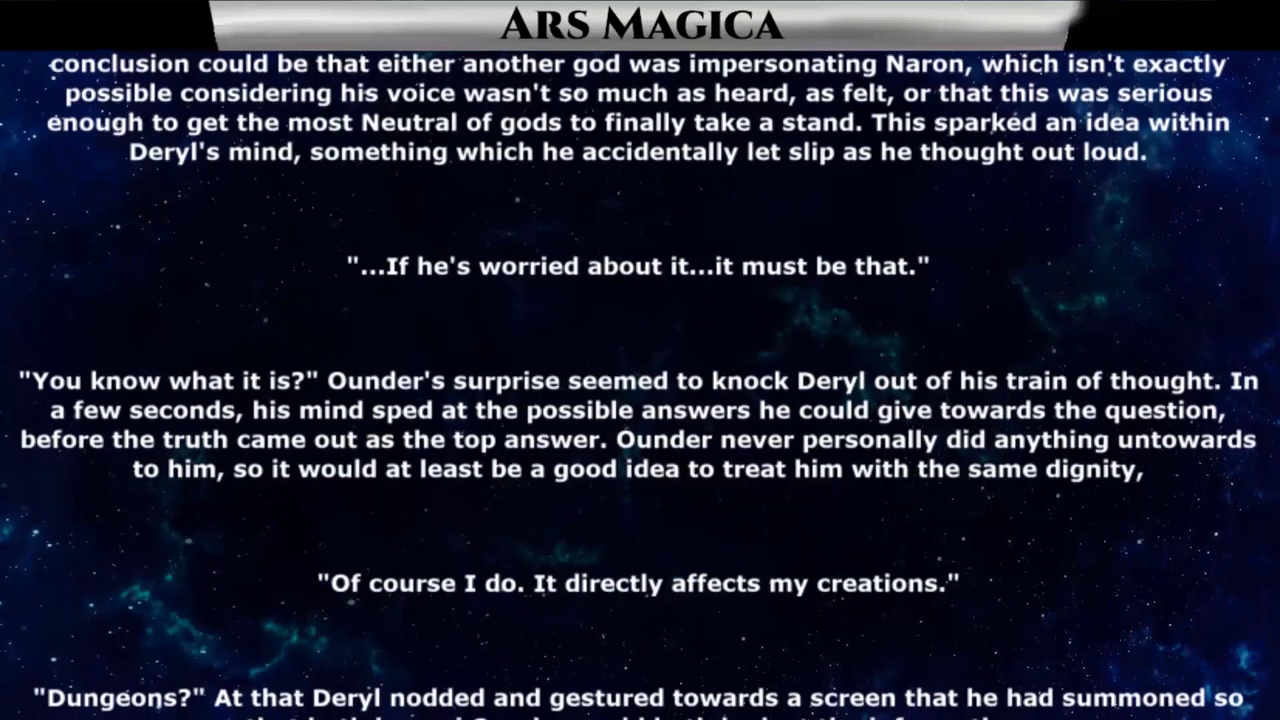 Ars Magica
conclusion could be that either another god was impersonating Naron, which isn't exactly
possible considering his voice wasn't so much as heard, as felt, or that this was serious
enough to get the most Neutral of gods to finally take a stand. This sparked an idea within
Deryl's mind, something which he accidentally let slip as he thought out loud.
"...If he's worried about it...it must be that."
"You know what it is?" Ounder's surprise seemed to knock Deryl out of his train of thought. In
a few seconds, his mind sped at the possible answers he could give towards the question,
before the truth came out as the top answer. Ounder never personally did anything untowards
to him, so it would at least be a good idea to treat him with the same dignity,
"Of course I do. It directly affects my creations."
"Dungeons?" At that Deryl nodded and gestured towards a screen that he had summoned so